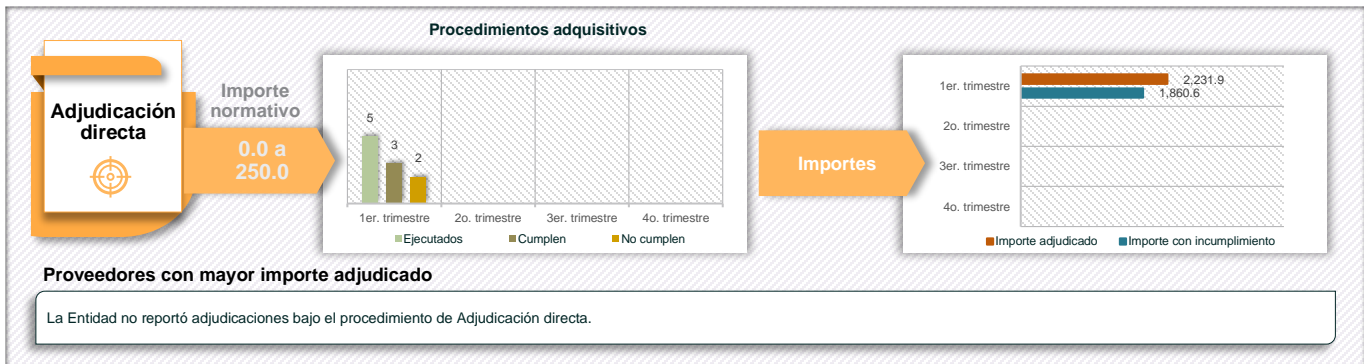 Procedimientos adquisitivos
Adjudicación
directa
Importe
normativo
0.0 a
250.0
5
3
2
1er. trimestre
2o. trimestre
3er. trimestre
4o. trimestre
Ejecutados
Cumplen
No cumplen
Importes
1er. trimestre
2,231.9
1,860.6
2o. trimestre
3er. trimestre
4o. trimestre
Importe adjudicado
Importe con incumplimiento
Proveedores con mayor importe adjudicado
La Entidad no reportó adjudicaciones bajo el procedimiento de Adjudicación directa.